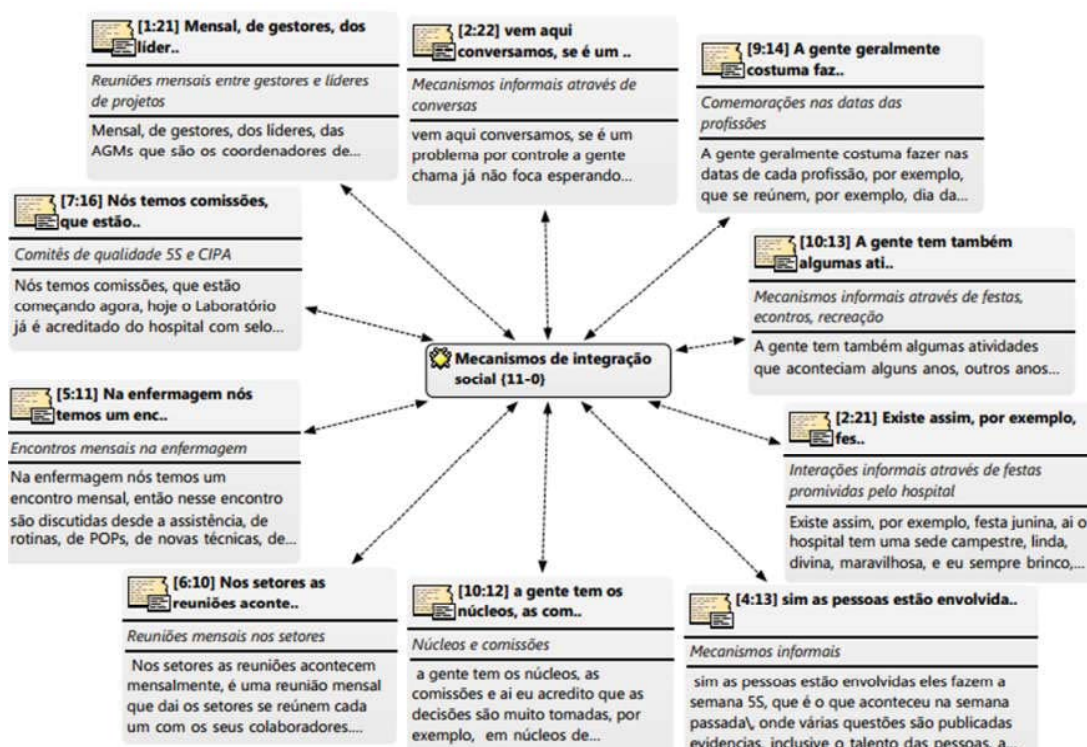 [1:21] Mensal, de gestores, dos
líder..
Reuniões mensais entre gestores e líderes
de projetos
Mensal, de gestores, dos líderes, das
AGMs que são os coordenadores de...
[2:22] vem aqui
conversamos, se é um ..
Mecanismos informais através de
conversas
vem aqui conversamos, se é um
problema por controle a gente
chama já não foca esperando...
[9:14] A gente geralmente
costuma faz..
Comemorações nas datas das
profissões
A gente geralmente costuma fazer nas
datas de cada profissão, por exemplo,
que se reúnem, por exemplo, dia da...
[7:16] Nós temos comissões,
que estão..
Comitês de qualidade 5S e CIPA
Nós temos comissões, que estão
começando agora, hoje o Laboratório
já é acreditado do hospital com selo...
[10:13] A gente tem também
algumas ati..
Mecanismos informais através de festas,
econtros, recreação
A gente tem também algumas atividades
que aconteciam alguns anos, outros anos...
Mecanismos de integração
social {11-0}
[5:11] Na enfermagem nós
temos um enc..
Encontros mensais na enfermagem
Na enfermagem nós temos um
encontro mensal, então nesse encontro
são discutidas desde a assistência, de
rotinas, de POPs, de novas técnicas, de...
[2:21] Existe assim, por exemplo,
fes..
Interações informais através de festas
promividas pelo hospital
Existe assim, por exemplo, festa junina, ai o
hospital tem uma sede campestre, linda,
divina, maravilhosa, e eu sempre brinco,...
[6:10] Nos setores as
reuniões aconte..
Reuniões mensais nos setores
Nos setores as reuniões acontecem
mensalmente, é uma reunião mensal
que dai os setores se reúnem cada
um com os seus colaboradores....
[10:12] a gente tem os
núcleos, as com..
Núcleos e comissões
a gente tem os núcleos, as
comissões e ai eu acredito que as
decisões são muito tomadas, por
exemplo, em núcleos de...
[4:13] sim as pessoas estão envolvida..
Mecanismos informais
sim as pessoas estão envolvidas eles fazem a
semana 5S, que é o que aconteceu na semana
passada\, onde várias questões são publicadas
evidencias, inclusive o talento das pessoas, a...